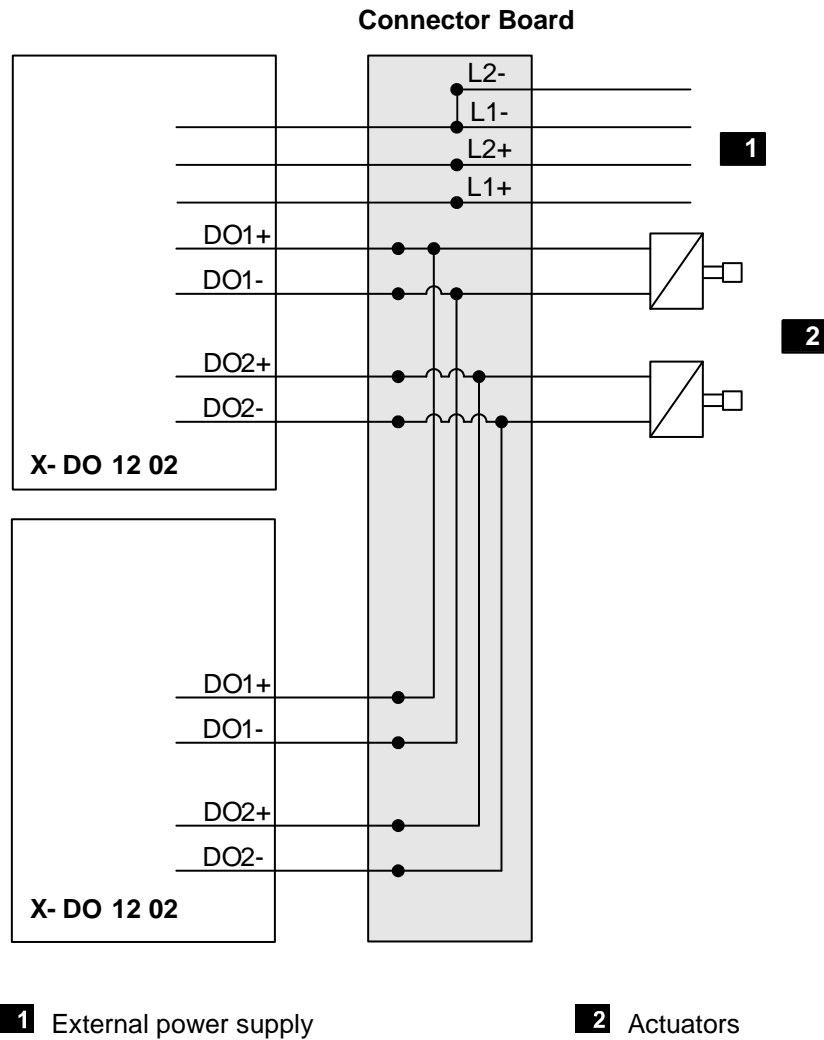 Connector Board
L2-
L1-
L2+
1
L1+
DO1+
DO1-
2
DO2+
DO2-
X- DO 12 02
DO1+
DO1-
DO2+
DO2-
X- DO 12 02
1 External power supply 2 Actuators